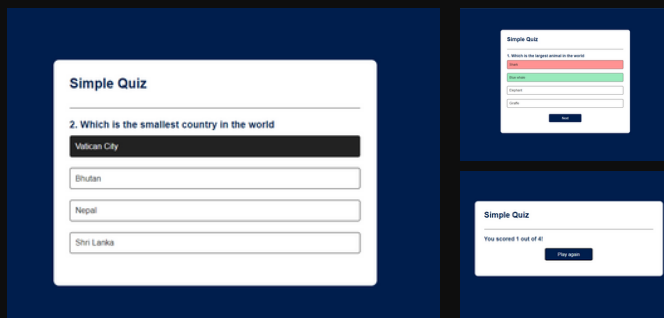 Simple Quiz
2. Which is the smallest country in the world
Vatican City
Bhutan
Nepal
Shri Lanka
Simple Quiz
1. Which is the largest animal in the world
Shark
Blue whale
Elephant
Giraffe
Next
Simple Quiz
You scored 1 out of 4!
Play again